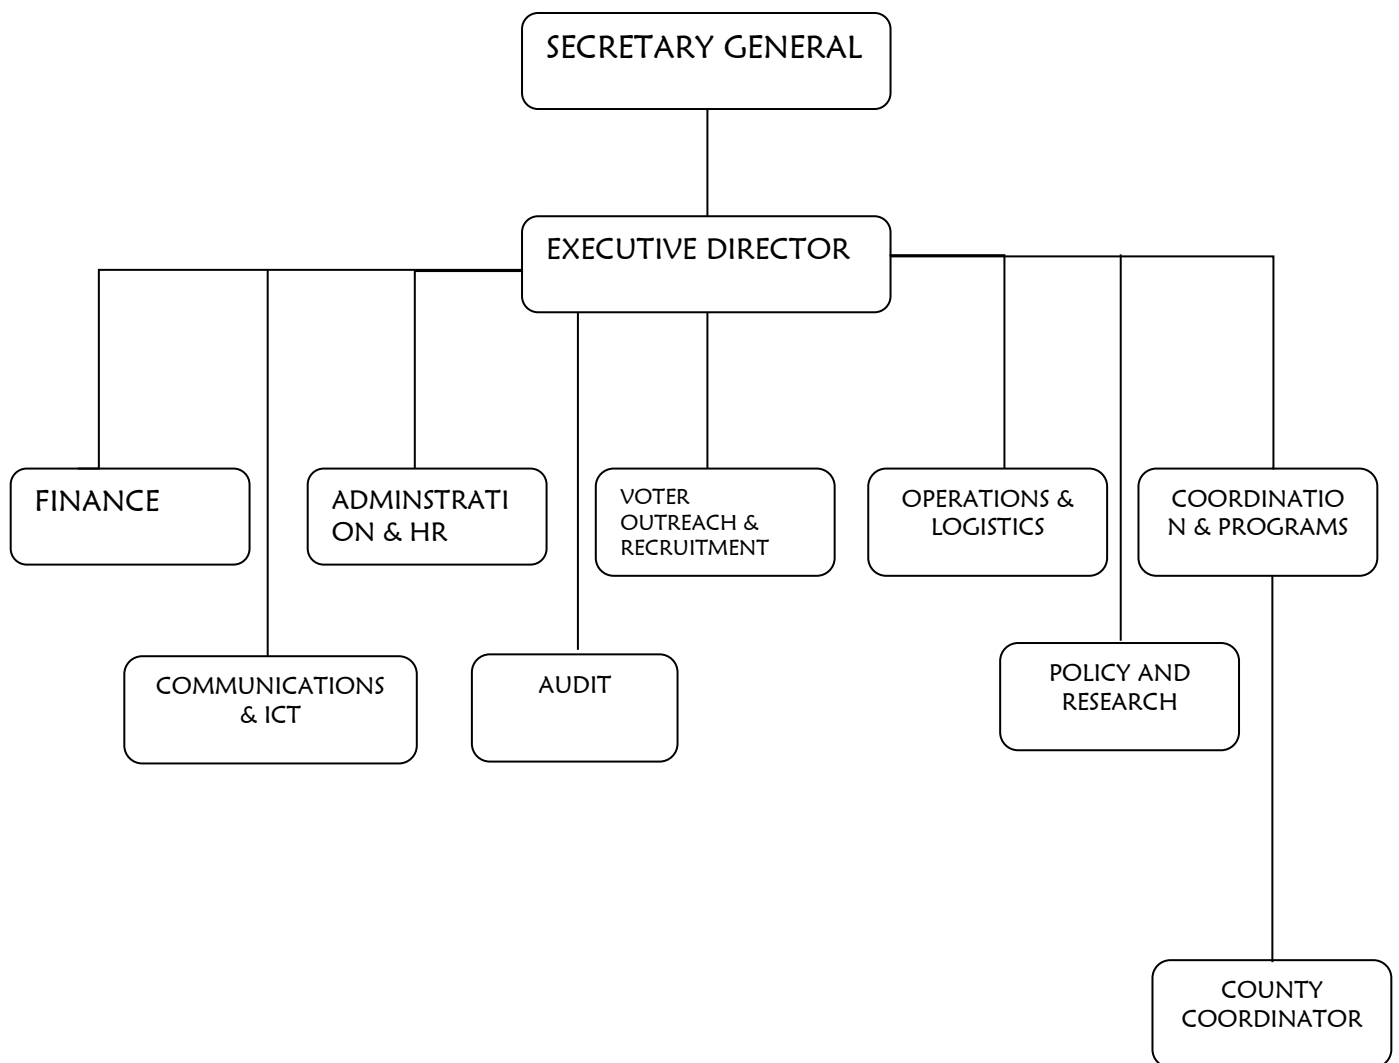 SECRETARY GENERAL
EXECUTIVE DIRECTOR
FINANCE
ADMINSTRATI
ON & HR
VOTER
OUTREACH &
RECRUITMENT
OPERATIONS &
LOGISTICS
COORDINATIO
N & PROGRAMS
COMMUNICATIONS
& ICT
AUDIT
POLICY AND
RESEARCH
COUNTY
COORDINATOR